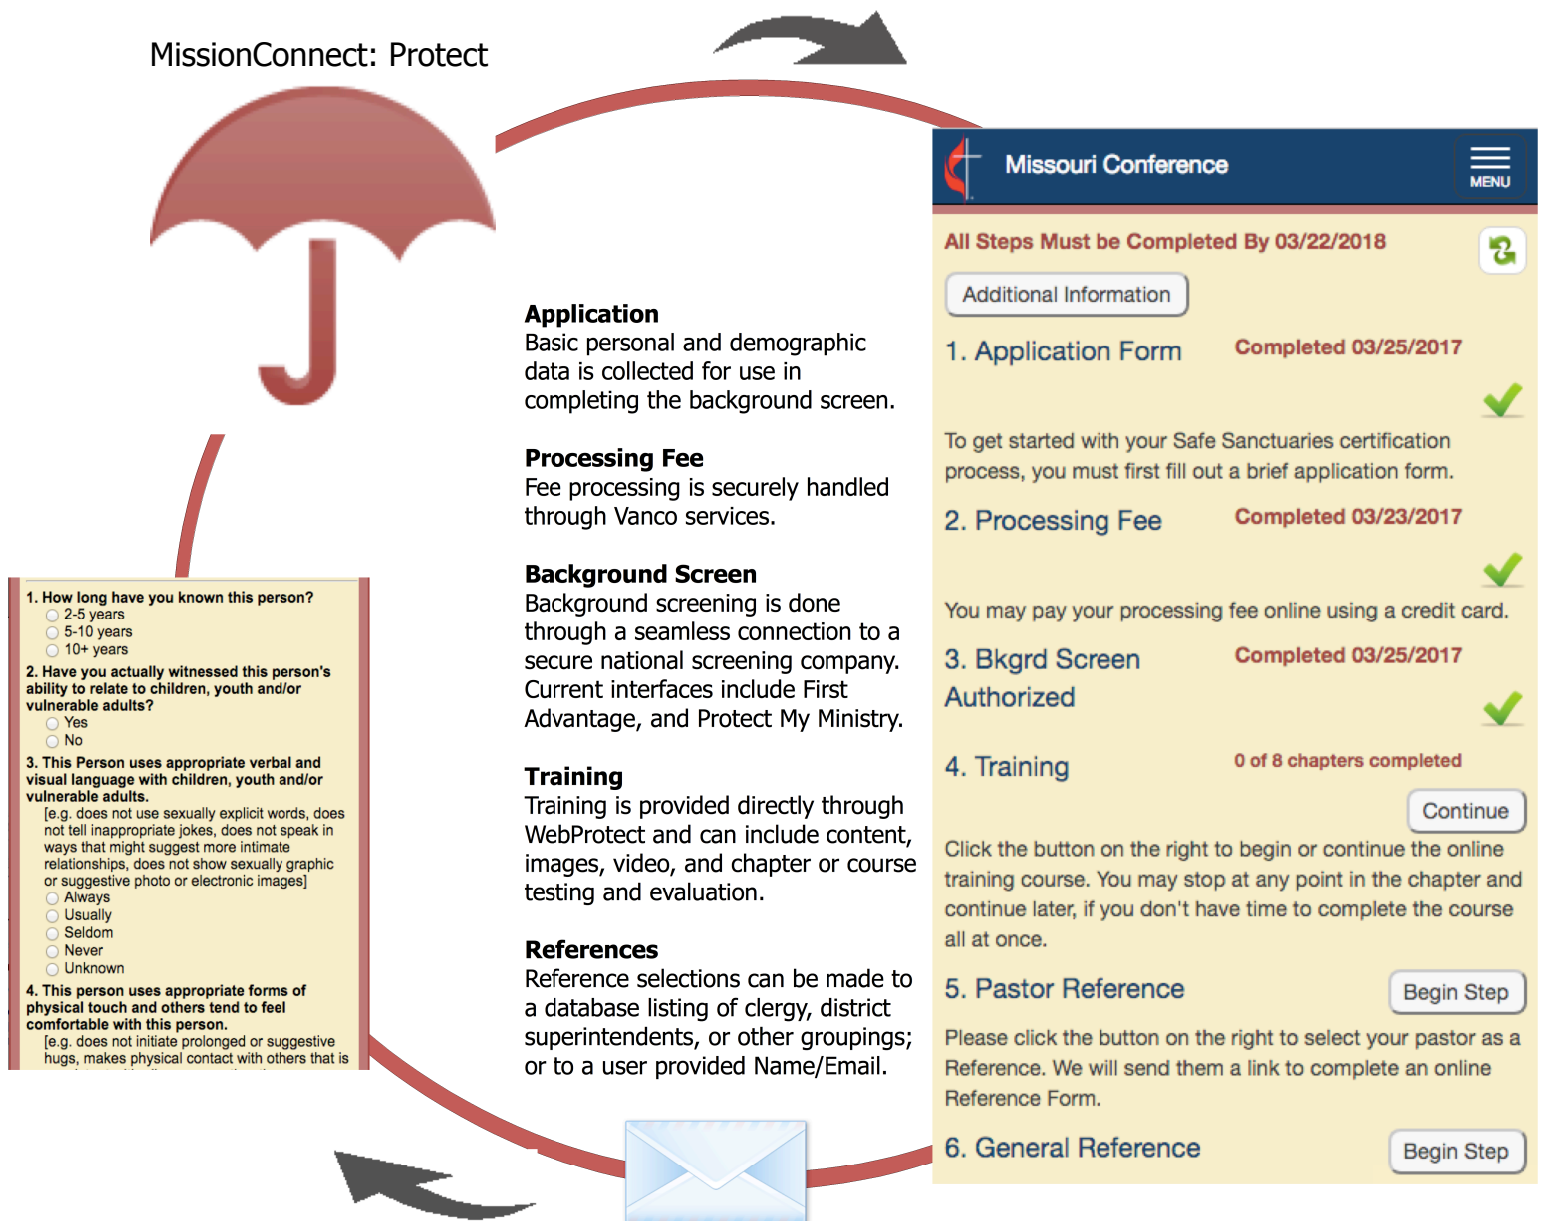 MissionConnect: Protect
Application
Basic personal and demographic
data is collected for use in
completing the background screen.
Processing Fee
Fee processing is securely handled
through Vanco services.
Background Screen
Background screening is done
through a seamless connection to a
secure national screening company.
Current interfaces include First
Advantage, and Protect My Ministry.
Training
Training is provided directly through
WebProtect and can include content,
images, video, and chapter or course
testing and evaluation.
References
Reference selections can be made to
a database listing of clergy, district
superintendents, or other groupings;
or to a user provided Name/Email.
Missouri Conference
MENU
All Steps Must be Completed By 03/22/2018
Additional Information
1. Application Form Completed 03/25/2017
To get started with your Safe Sanctuaries certification
process, you must first fill out a brief application form.
2. Processing Fee Completed 03/23/2017
You may pay your processing fee online using a credit card.
3. Bkgrd Screen Completed 03/25/2017
Authorized
4. Training 0 of 8 chapters completed
Continue
Click the button on the right to begin or continue the online
training course. You may stop at any point in the chapter and
continue later, if you don't have time to complete the course
all at once.
5. Pastor Reference Begin Step
Please click the button on the right to select your pastor as a
Reference. We will send them a link to complete an online
Reference Form.
6. General Reference Begin Step
1. How long have you known this person?
2-5 years
5-10 years
10+ years
2. Have you actually witnessed this person's
ability to relate to children, youth and/or
vulnerable adults?
Yes
No
3. This Person uses appropriate verbal and
visual language with children, youth and/or
vulnerable adults.
[e.g. does not use sexually explicit words, does
not tell inappropriate jokes, does not speak in
ways that might suggest more intimate
relationships, does not show sexually graphic
or suggestive photo or electronic images]
Always
Usually
Seldom
Never
Unknown
4. This person uses appropriate forms of
physical touch and others tend to feel
comfortable with this person.
[e.g. does not initiate prolonged or suggestive
hugs, makes physical contact with others that is